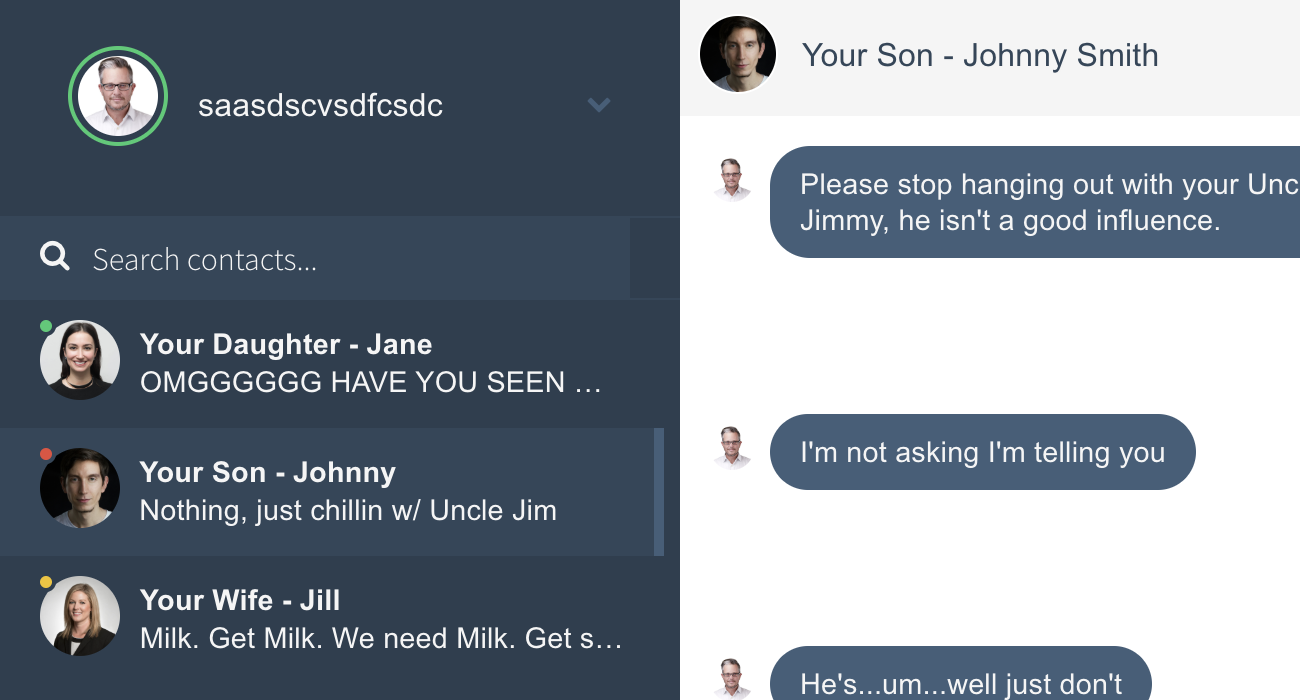 saasdscvsdfcsdc
Search contacts...
Your Daughter - Jane
OMGGGGGG HAVE YOU SEEN …
Your Son - Johnny
Nothing, just chillin w/ Uncle Jim
Your Wife - Jill
Milk. Get Milk. We need Milk. Get s…
Your Son - Johnny Smith
Please stop hanging out with your Unc
Jimmy, he isn't a good influence.
I'm not asking I'm telling you
He's...um...well just don't